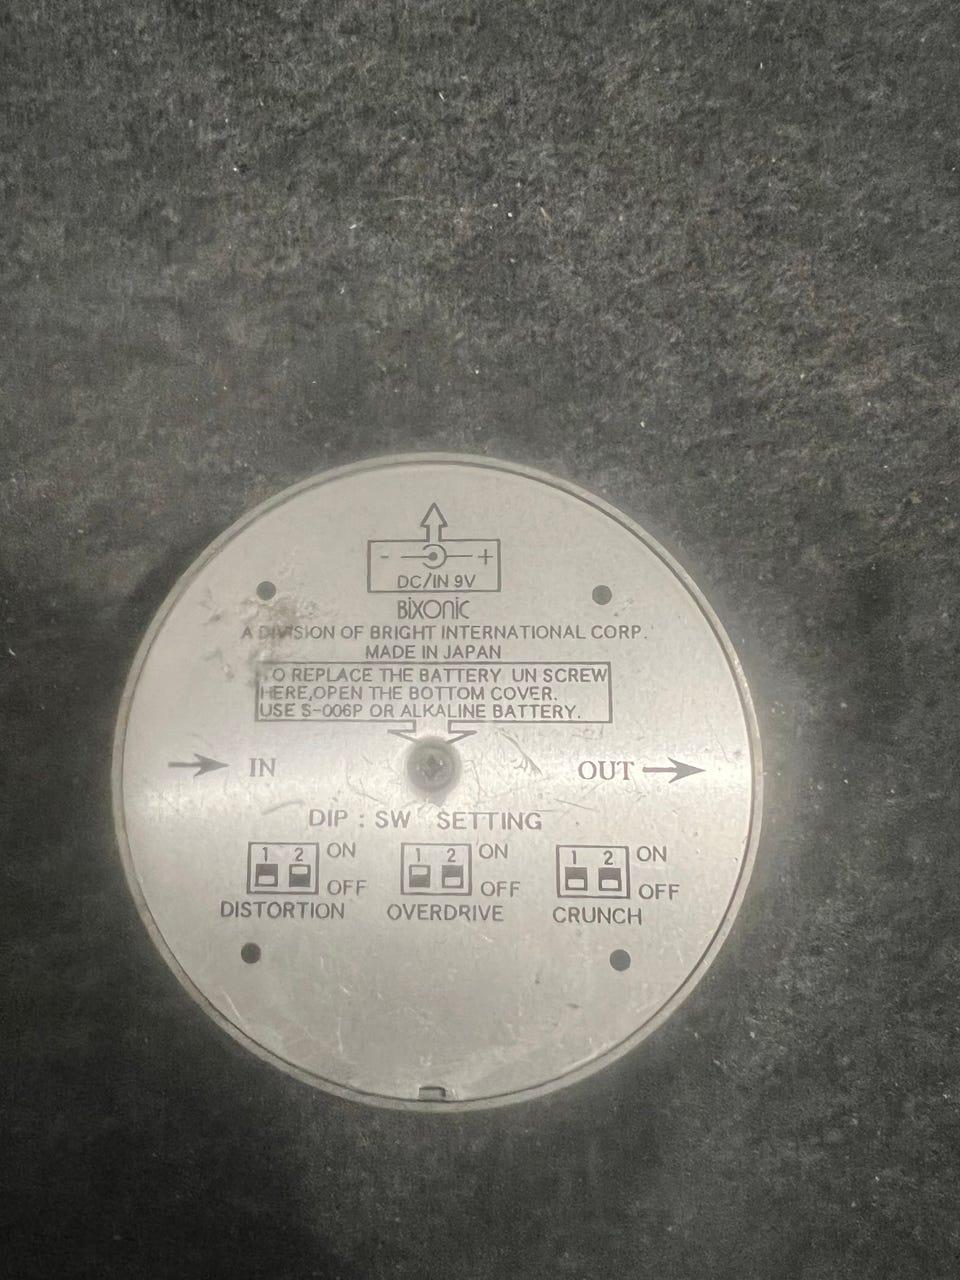 - +
DC/IN 9V
BIXONIC
A DIVISION OF BRIGHT INTERNATIONAL CORP.
MADE IN JAPAN
TO REPLACE THE BATTERY UN SCREW
HERE,OPEN THE BOTTOM COVER.
USE S-006P OR ALKALINE BATTERY.
IN OUT
DIP : SW SETTING
1 2 ON 1 2 ON 1 2 ON
OFF OFF OFF
DISTORTION OVERDRIVE CRUNCH